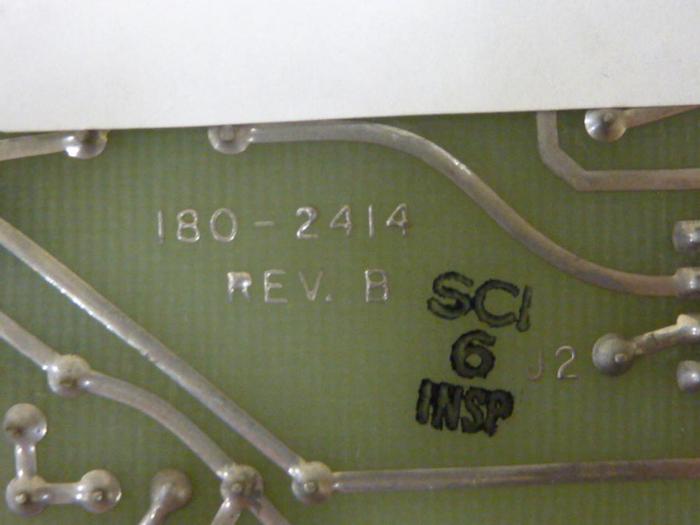 180-2414
REV. B
SCI
6
INSP
J2